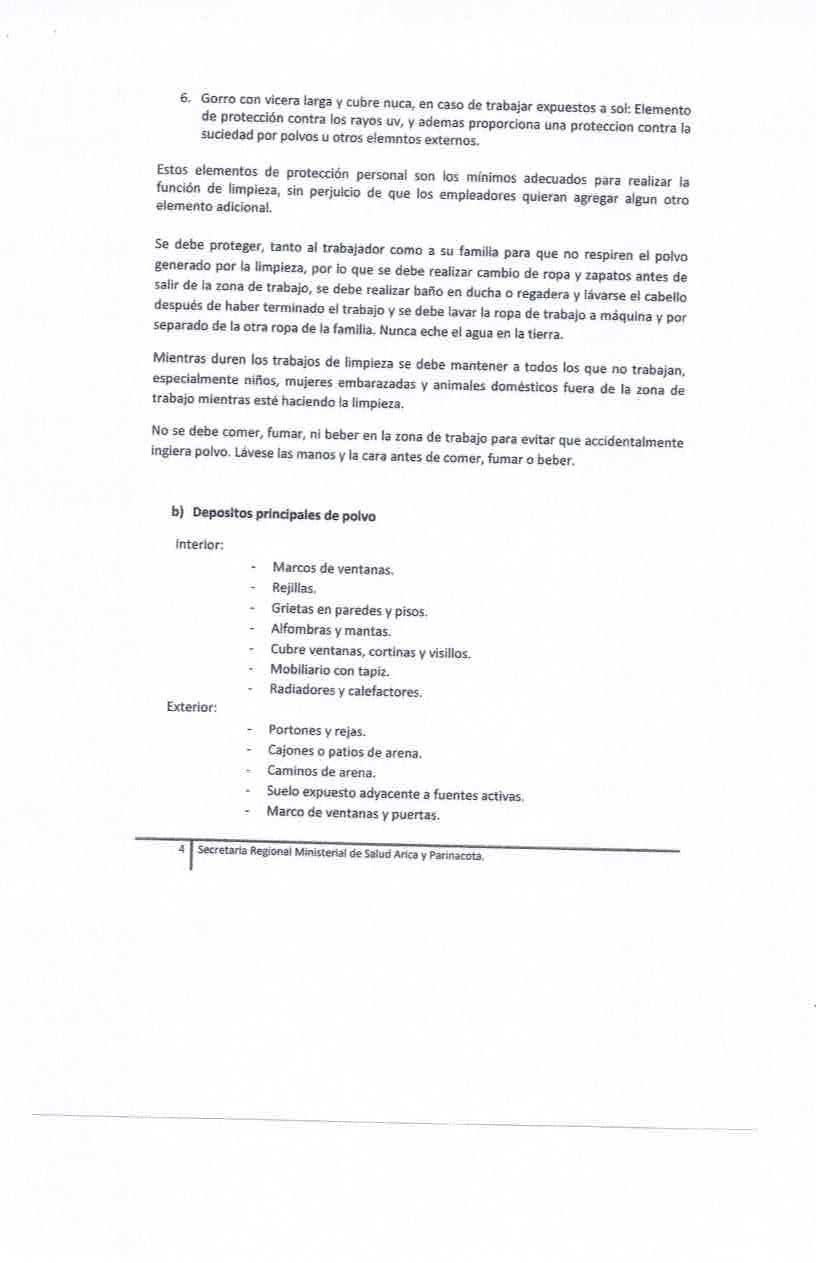 6. Gorro con vicera larga y cubre nuca, en caso de trabajar expuestos a sol: Elemento
de protección contra los rayos uv, y ademas proporciona una proteccion contra la
suciedad por polvos u otros elemntos externos.
Estos elementos de protección personal son los mínimos adecuados para realizar la
función de limpieza, sin perjuicio de que los empleadores quieran agregar algun otro
elemento adicional.
Se debe proteger, tanto al trabajador como a su familia para que no respiren el polvo
generado por la limpieza, por lo que se debe realizar cambio de ropa y zapatos antes de
salir de la zona de trabajo, se debe realizar baño en ducha o regadera y lávarse el cabello
después de haber terminado el trabajo y se debe lavar la ropa de trabajo a máquina y por
separado de la otra ropa de la familia. Nunca eche el agua en la tierra.
Mientras duren los trabajos de limpieza se debe mantener a todos los que no trabajan,
especialmente niños, mujeres embarazadas y animales domésticos fuera de la zona de
trabajo mientras esté haciendo la limpieza.
No se debe comer, fumar, ni beber en la zona de trabajo para evitar que accidentalmente
ingiera polvo. Lávese las manos y la cara antes de comer, fumar o beber.
b) Depositos principales de polvo
Interior:
- Marcos de ventanas.
- Rejillas.
- Grietas en paredes y pisos.
- Alfombras y mantas.
- Cubre ventanas, cortinas y visillos.
- Mobiliario con tapiz.
- Radiadores y calefactores.
Exterior:
- Portones y rejas.
- Cajones o patios de arena.
- Caminos de arena.
- Suelo expuesto adyacente a fuentes activas.
- Marco de ventanas y puertas.
4 Secretaria Regional Ministerial de Salud Arica y Parinacota.